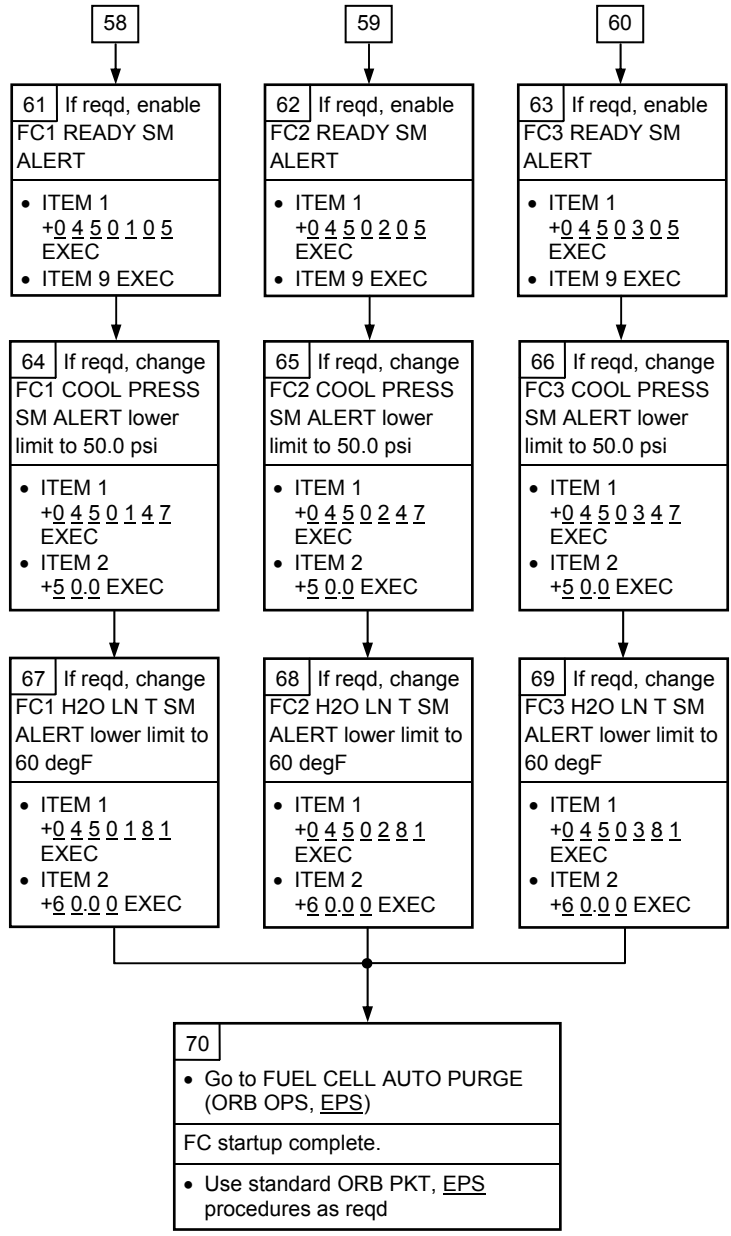 58
59
60
61 If reqd, enable
FC1 READY SM
ALERT
• ITEM 1
+0 4 5 0 1 0 5
EXEC
• ITEM 9 EXEC
62 If reqd, enable
FC2 READY SM
ALERT
• ITEM 1
+0 4 5 0 2 0 5
EXEC
• ITEM 9 EXEC
63 If reqd, enable
FC3 READY SM
ALERT
• ITEM 1
+0 4 5 0 3 0 5
EXEC
• ITEM 9 EXEC
64 If reqd, change
FC1 COOL PRESS
SM ALERT lower
limit to 50.0 psi
• ITEM 1
+0 4 5 0 1 4 7
EXEC
• ITEM 2
+5 0.0 EXEC
65 If reqd, change
FC2 COOL PRESS
SM ALERT lower
limit to 50.0 psi
• ITEM 1
+0 4 5 0 2 4 7
EXEC
• ITEM 2
+5 0.0 EXEC
66 If reqd, change
FC3 COOL PRESS
SM ALERT lower
limit to 50.0 psi
• ITEM 1
+0 4 5 0 3 4 7
EXEC
• ITEM 2
+5 0.0 EXEC
67 If reqd, change
FC1 H2O LN T SM
ALERT lower limit to
60 degF
• ITEM 1
+0 4 5 0 1 8 1
EXEC
• ITEM 2
+6 0.0 0 EXEC
68 If reqd, change
FC2 H2O LN T SM
ALERT lower limit to
60 degF
• ITEM 1
+0 4 5 0 2 8 1
EXEC
• ITEM 2
+6 0.0 0 EXEC
69 If reqd, change
FC3 H2O LN T SM
ALERT lower limit to
60 degF
• ITEM 1
+0 4 5 0 3 8 1
EXEC
• ITEM 2
+6 0.0 0 EXEC
70
• Go to FUEL CELL AUTO PURGE
(ORB OPS, EPS)
FC startup complete.
• Use standard ORB PKT, EPS
procedures as reqd